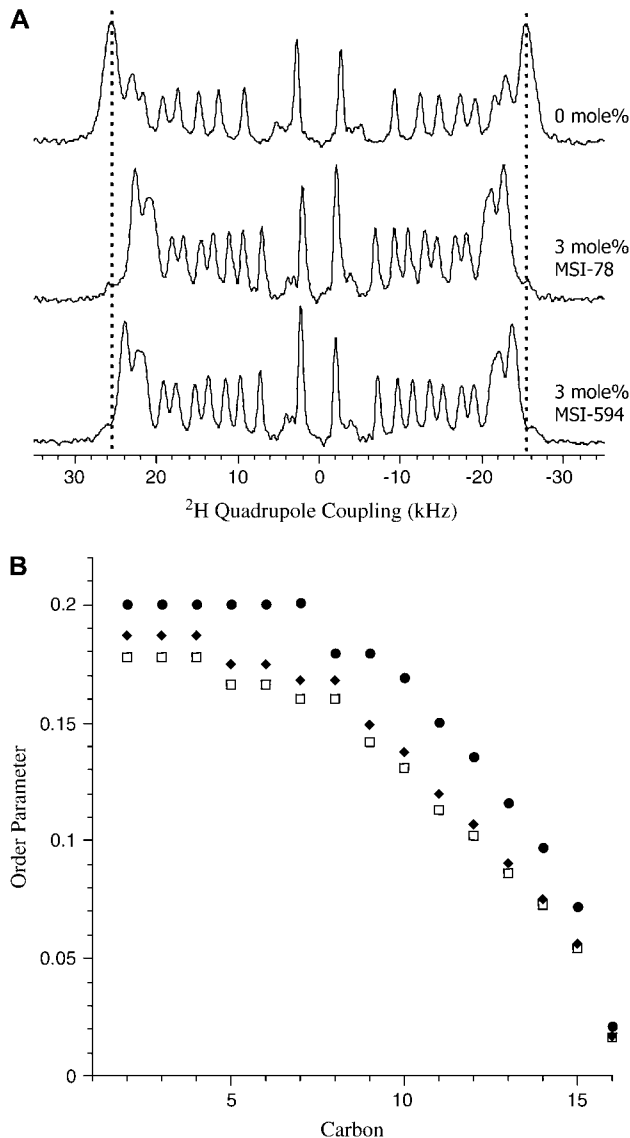 A
0 mole%
3 mole%
MSI-78
3 mole%
MSI-594
30 20 10 0 -10 -20 -30
²H Quadrupole Coupling (kHz)
B
0.2
0.15
0.1
0.05
0
Order Parameter
5 10 15
Carbon